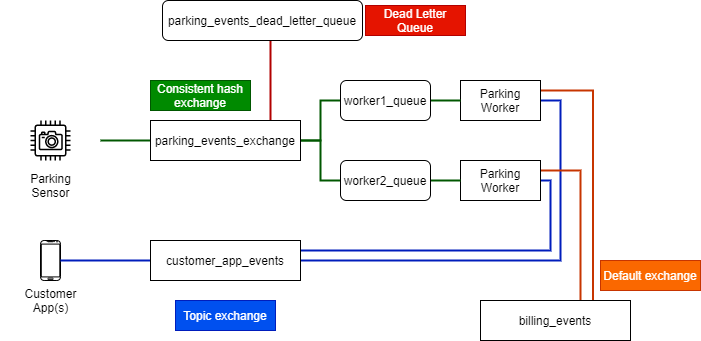 parking_events_dead_letter_queue
Dead Letter
Queue
Consistent hash
exchange
worker1_queue
Parking
Worker
parking_events_exchange
Parking
Sensor
worker2_queue
Parking
Worker
customer_app_events
Default exchange
Customer
App(s)
Topic exchange
billing_events